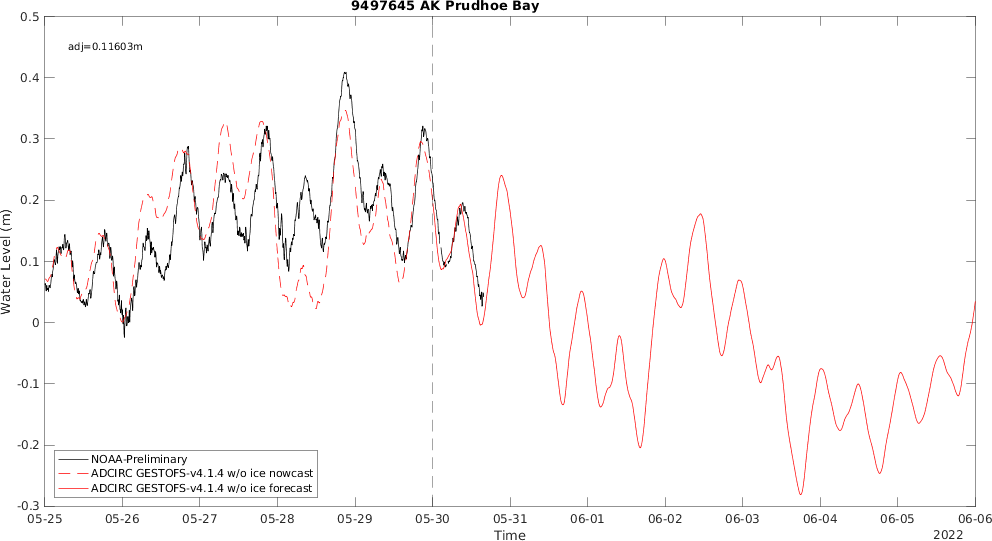 9497645 AK Prudhoe Bay
adj=0.11603m
0.5
0.4
0.3
0.2
0.1
0
-0.1
-0.2
-0.3
Water Level (m)
NOAA-Preliminary
ADCIRC GESTOFS-v4.1.4 w/o ice nowcast
ADCIRC GESTOFS-v4.1.4 w/o ice forecast
05-25 05-26 05-27 05-28 05-29 05-30 05-31 06-01 06-02 06-03 06-04 06-05 06-06
Time
2022